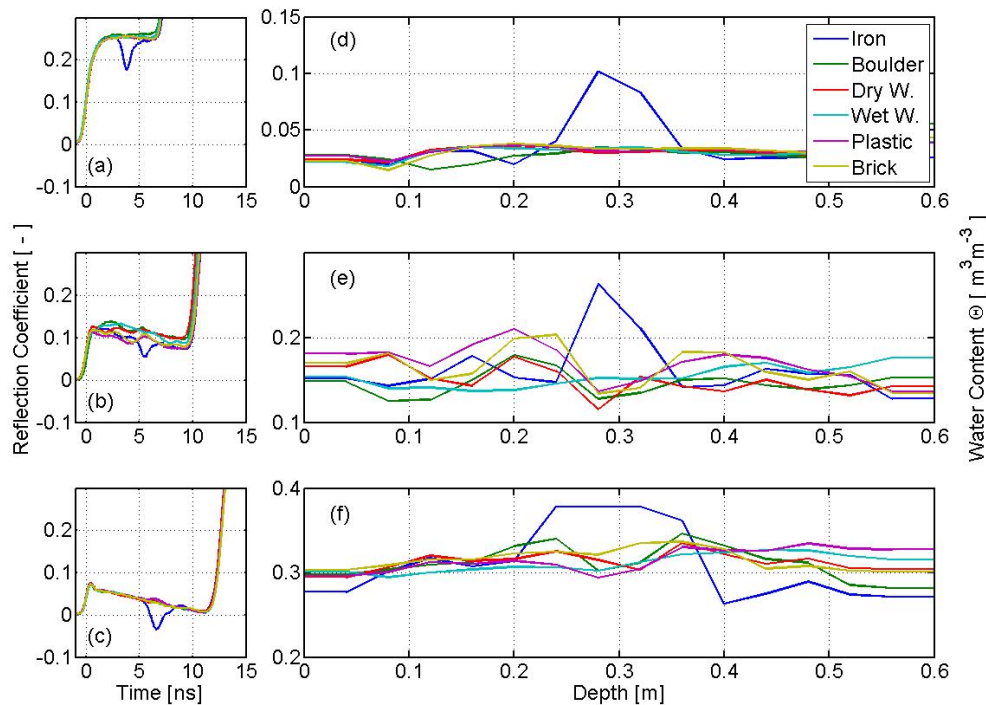 0.2
0.1
0
-0.1
0 5 10 15
(a)
0.15
0.1
0.05
0
0 0.1 0.2 0.3 0.4 0.5 0.6
(d)
Iron
Boulder
Dry W.
Wet W.
Plastic
Brick
Reflection Coefficient [ - ]
0.2
0.1
0
-0.1
0 5 10 15
(b)
0.2
0.1
0 0.1 0.2 0.3 0.4 0.5 0.6
(e)
Water Content Θ [ m³m⁻³ ]
0.2
0.1
0
-0.1
0 5 10 15
(c)
Time [ns]
0.4
0.3
0.2
0 0.1 0.2 0.3 0.4 0.5 0.6
(f)
Depth [m]